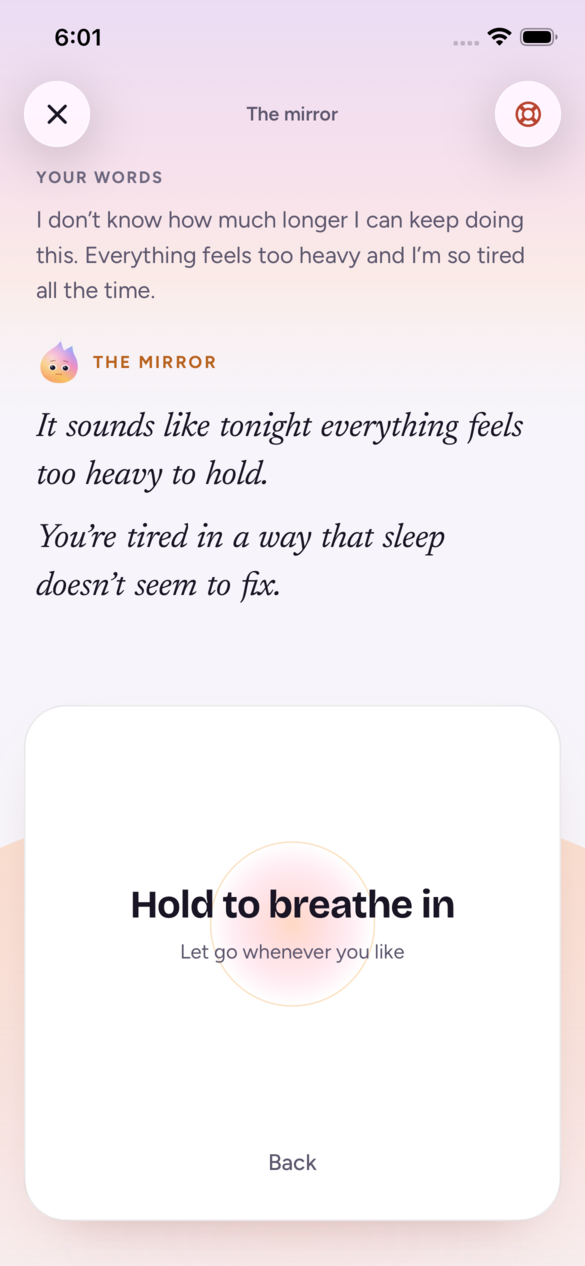 6:01
The mirror
YOUR WORDS
I don’t know how much longer I can keep doing
this. Everything feels too heavy and I’m so tired
all the time.
THE MIRROR
It sounds like tonight everything feels
too heavy to hold.
You’re tired in a way that sleep
doesn’t seem to fix.
Hold to breathe in
Let go whenever you like
Back